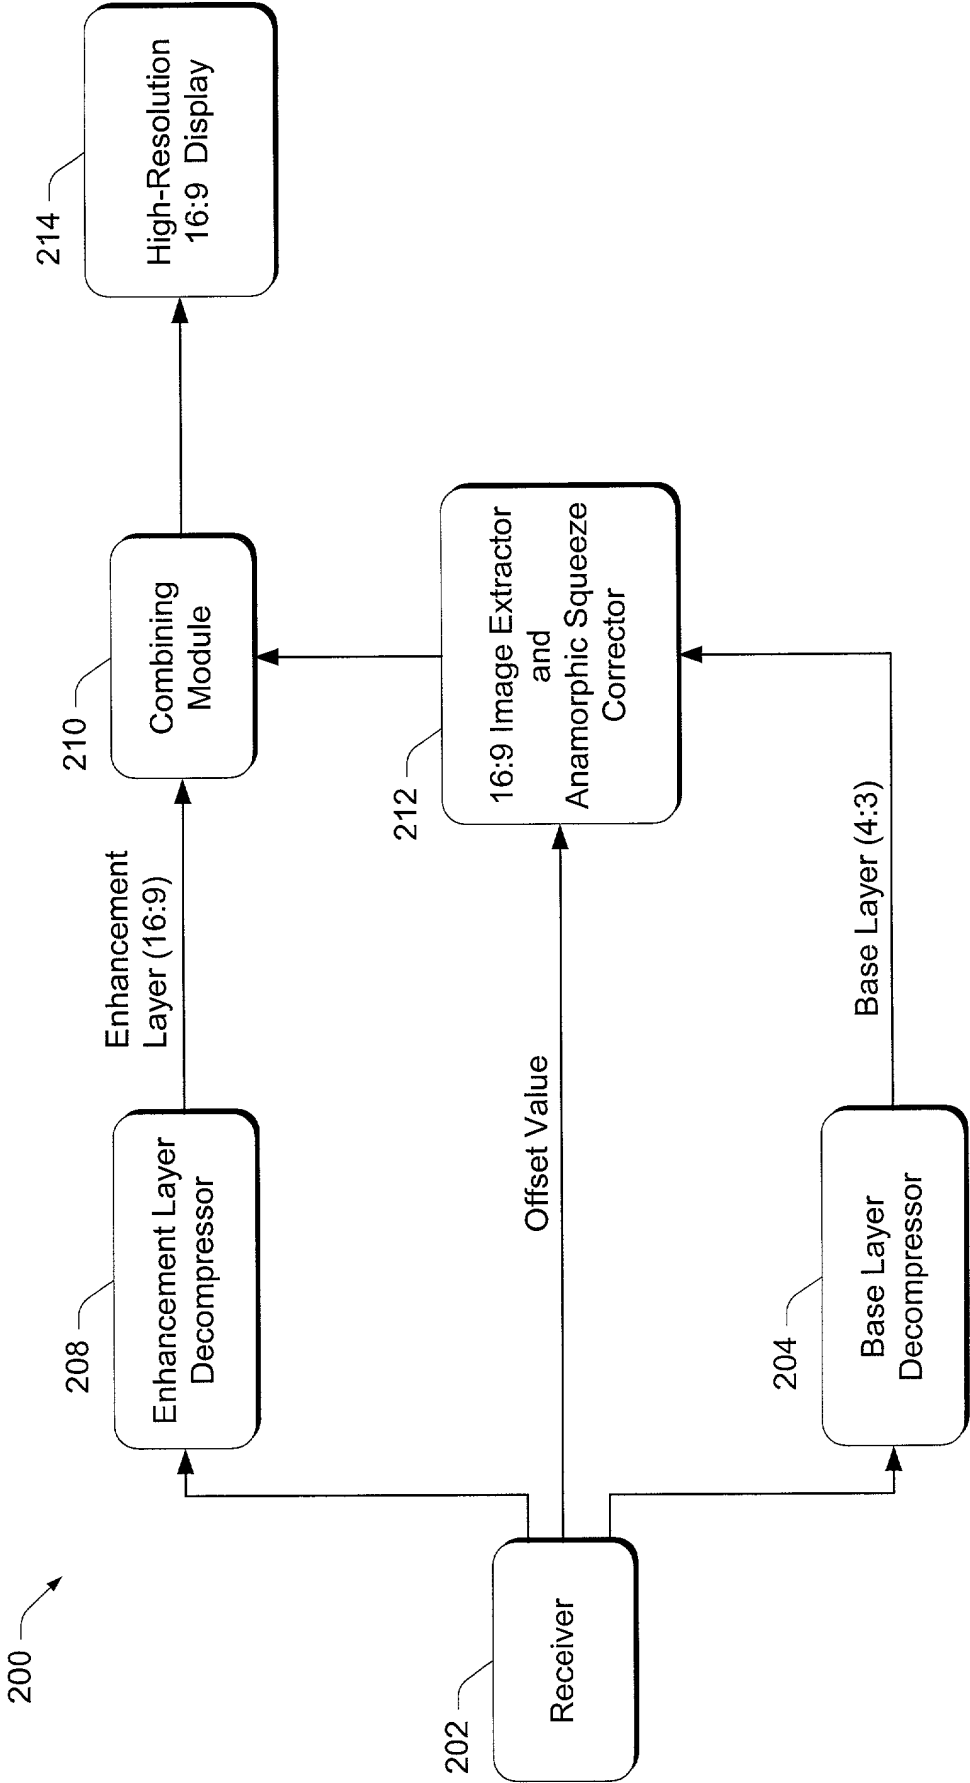 200
202
Receiver
208
Enhancement Layer
Decompressor
Enhancement
Layer (16:9)
210
Combining
Module
214
High-Resolution
16:9 Display
Offset Value
212
16:9 Image Extractor
and
Anamorphic Squeeze
Corrector
204
Base Layer
Decompressor
Base Layer (4:3)